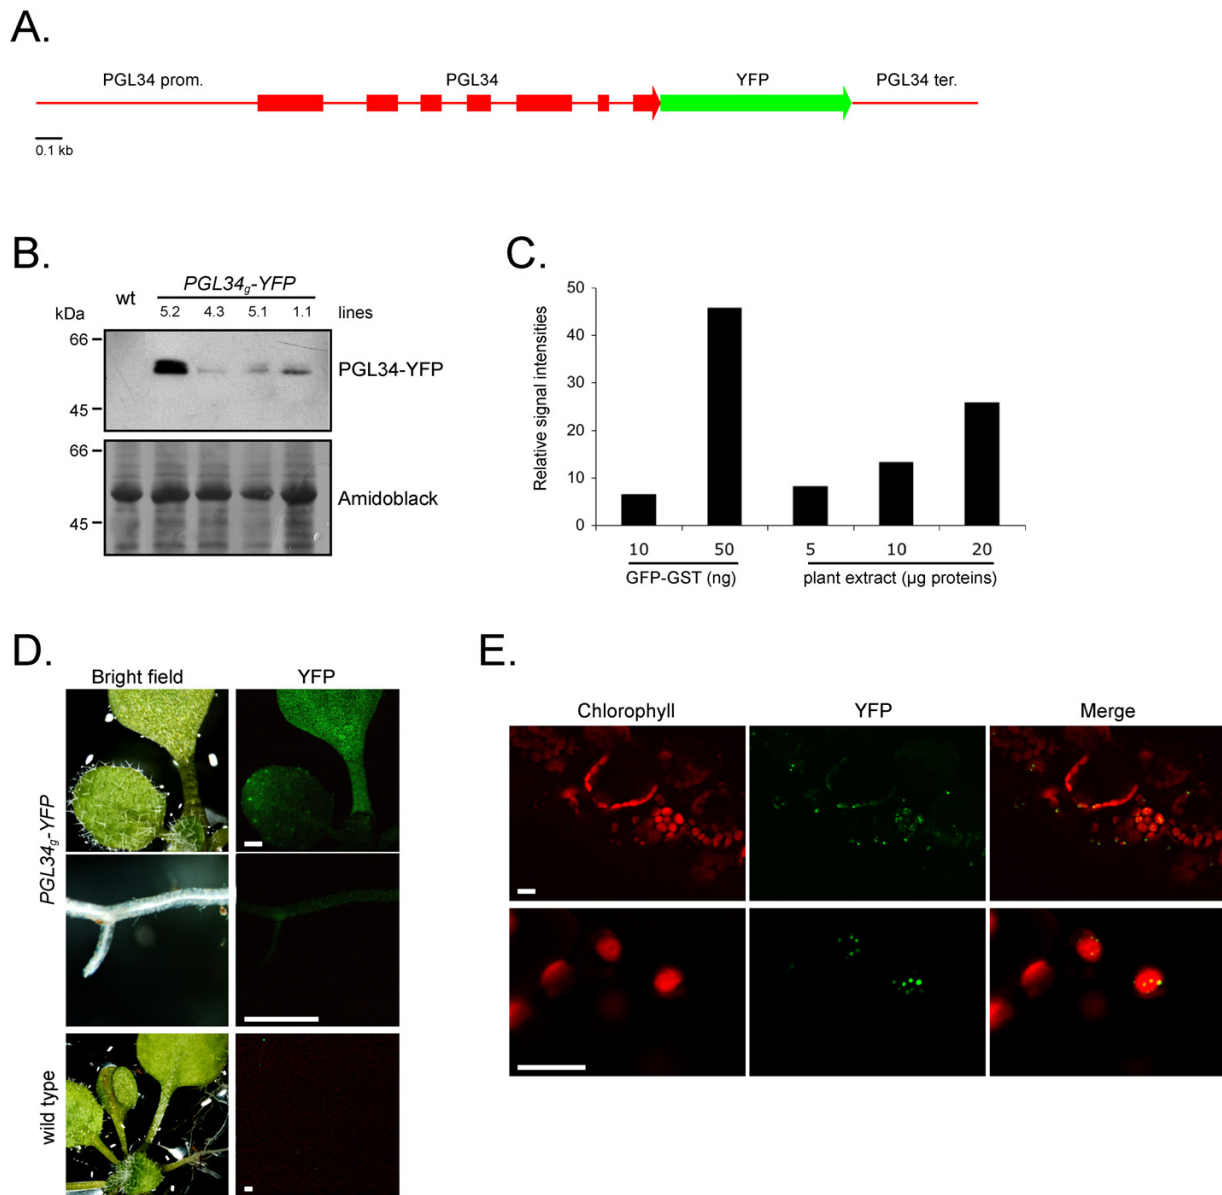 A.
PGL34 prom.
PGL34
YFP
PGL34 ter.
0.1 kb
B.
wt
PGL34g-YFP
kDa
5.2 4.3 5.1 1.1 lines
66
PGL34-YFP
45
66
Amidoblack
45
C.
Relative signal intensities
50
40
30
20
10
0
10 50 5 10 20
GFP-GST (ng)
plant extract (µg proteins)
D.
Bright field
YFP
PGL34g-YFP
wild type
E.
Chlorophyll
YFP
Merge